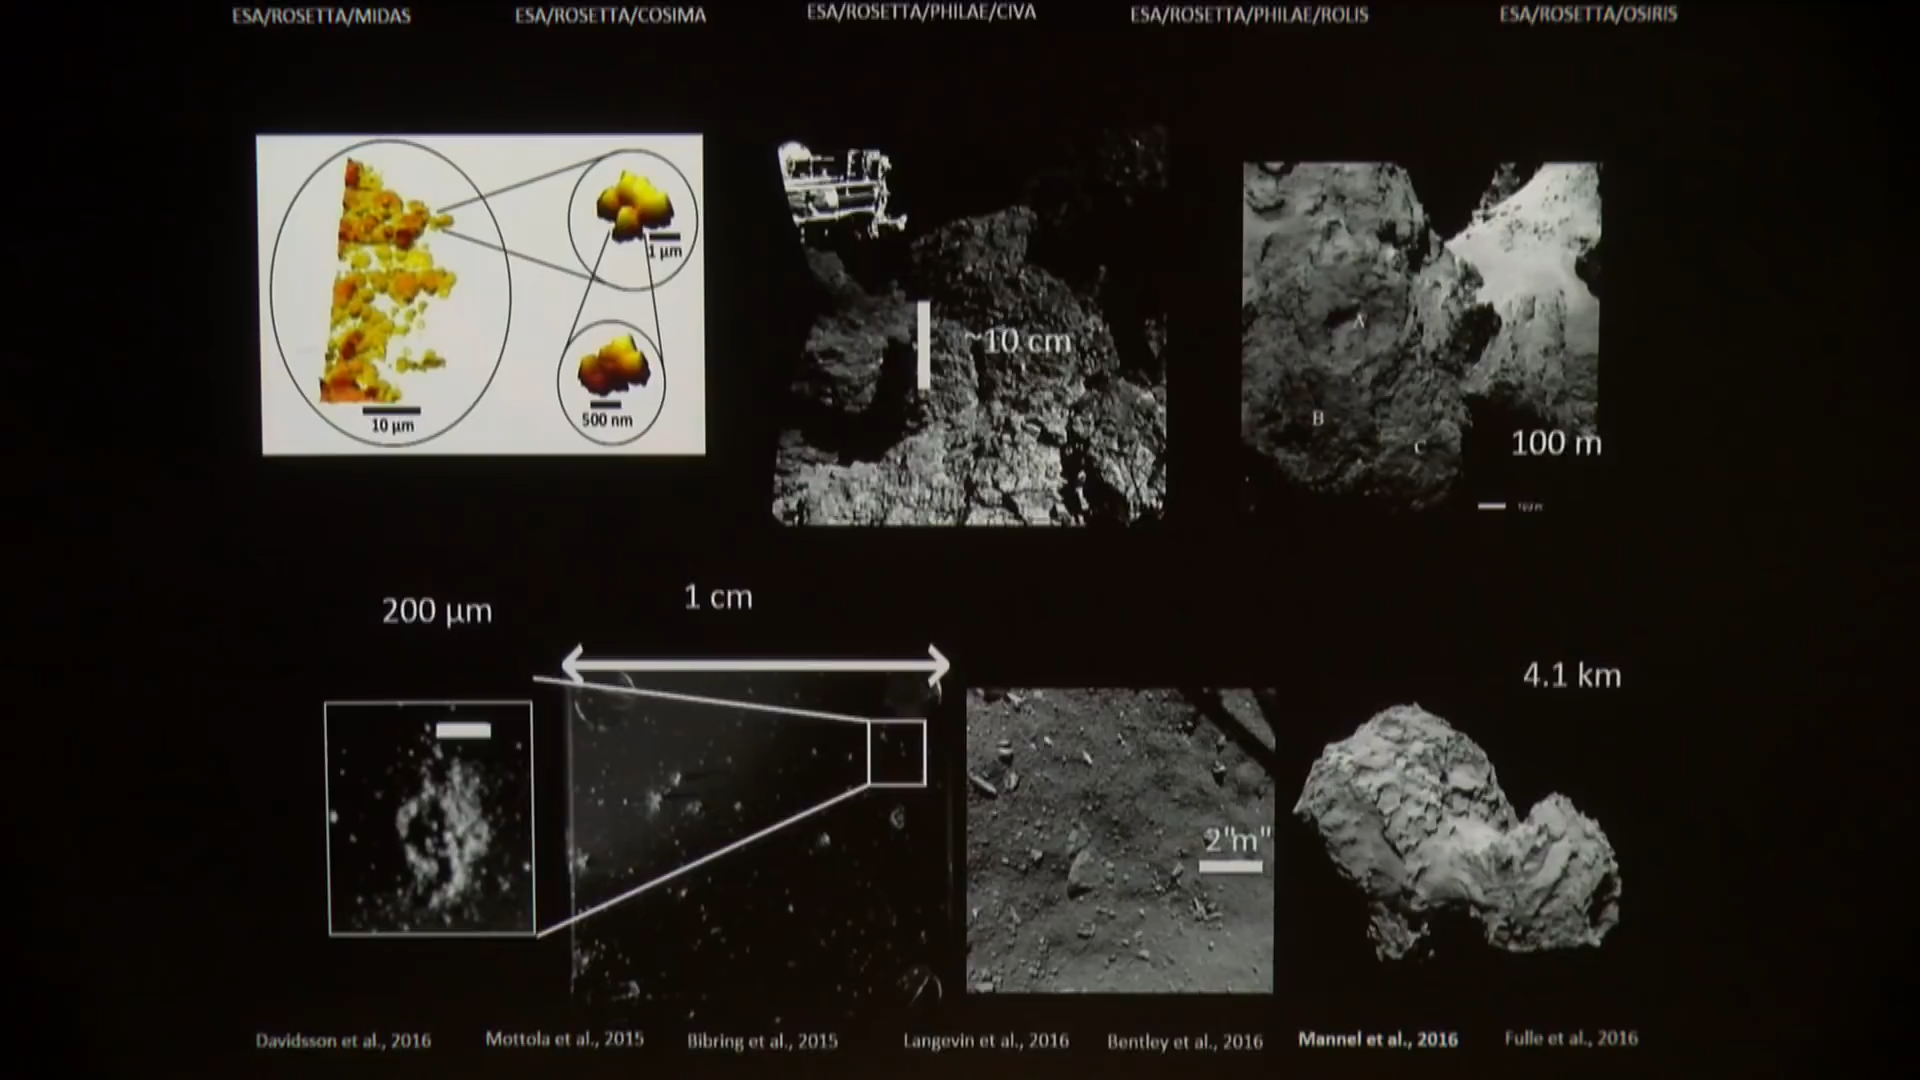 ESA/ROSETTA/MIDAS
ESA/ROSETTA/COSIMA
ESA/ROSETTA/PHILAE/CIVA
ESA/ROSETTA/PHILAE/ROLIS
ESA/ROSETTA/OSIRIS
1 µm
10 µm
500 nm
~10 cm
A
B
C
100 m
200 µm
1 cm
4.1 km
2"m"
Davidsson et al., 2016
Mottola et al., 2015
Bibring et al., 2015
Langevin et al., 2016
Bentley et al., 2016
Mannel et al., 2016
Fulle et al., 2016